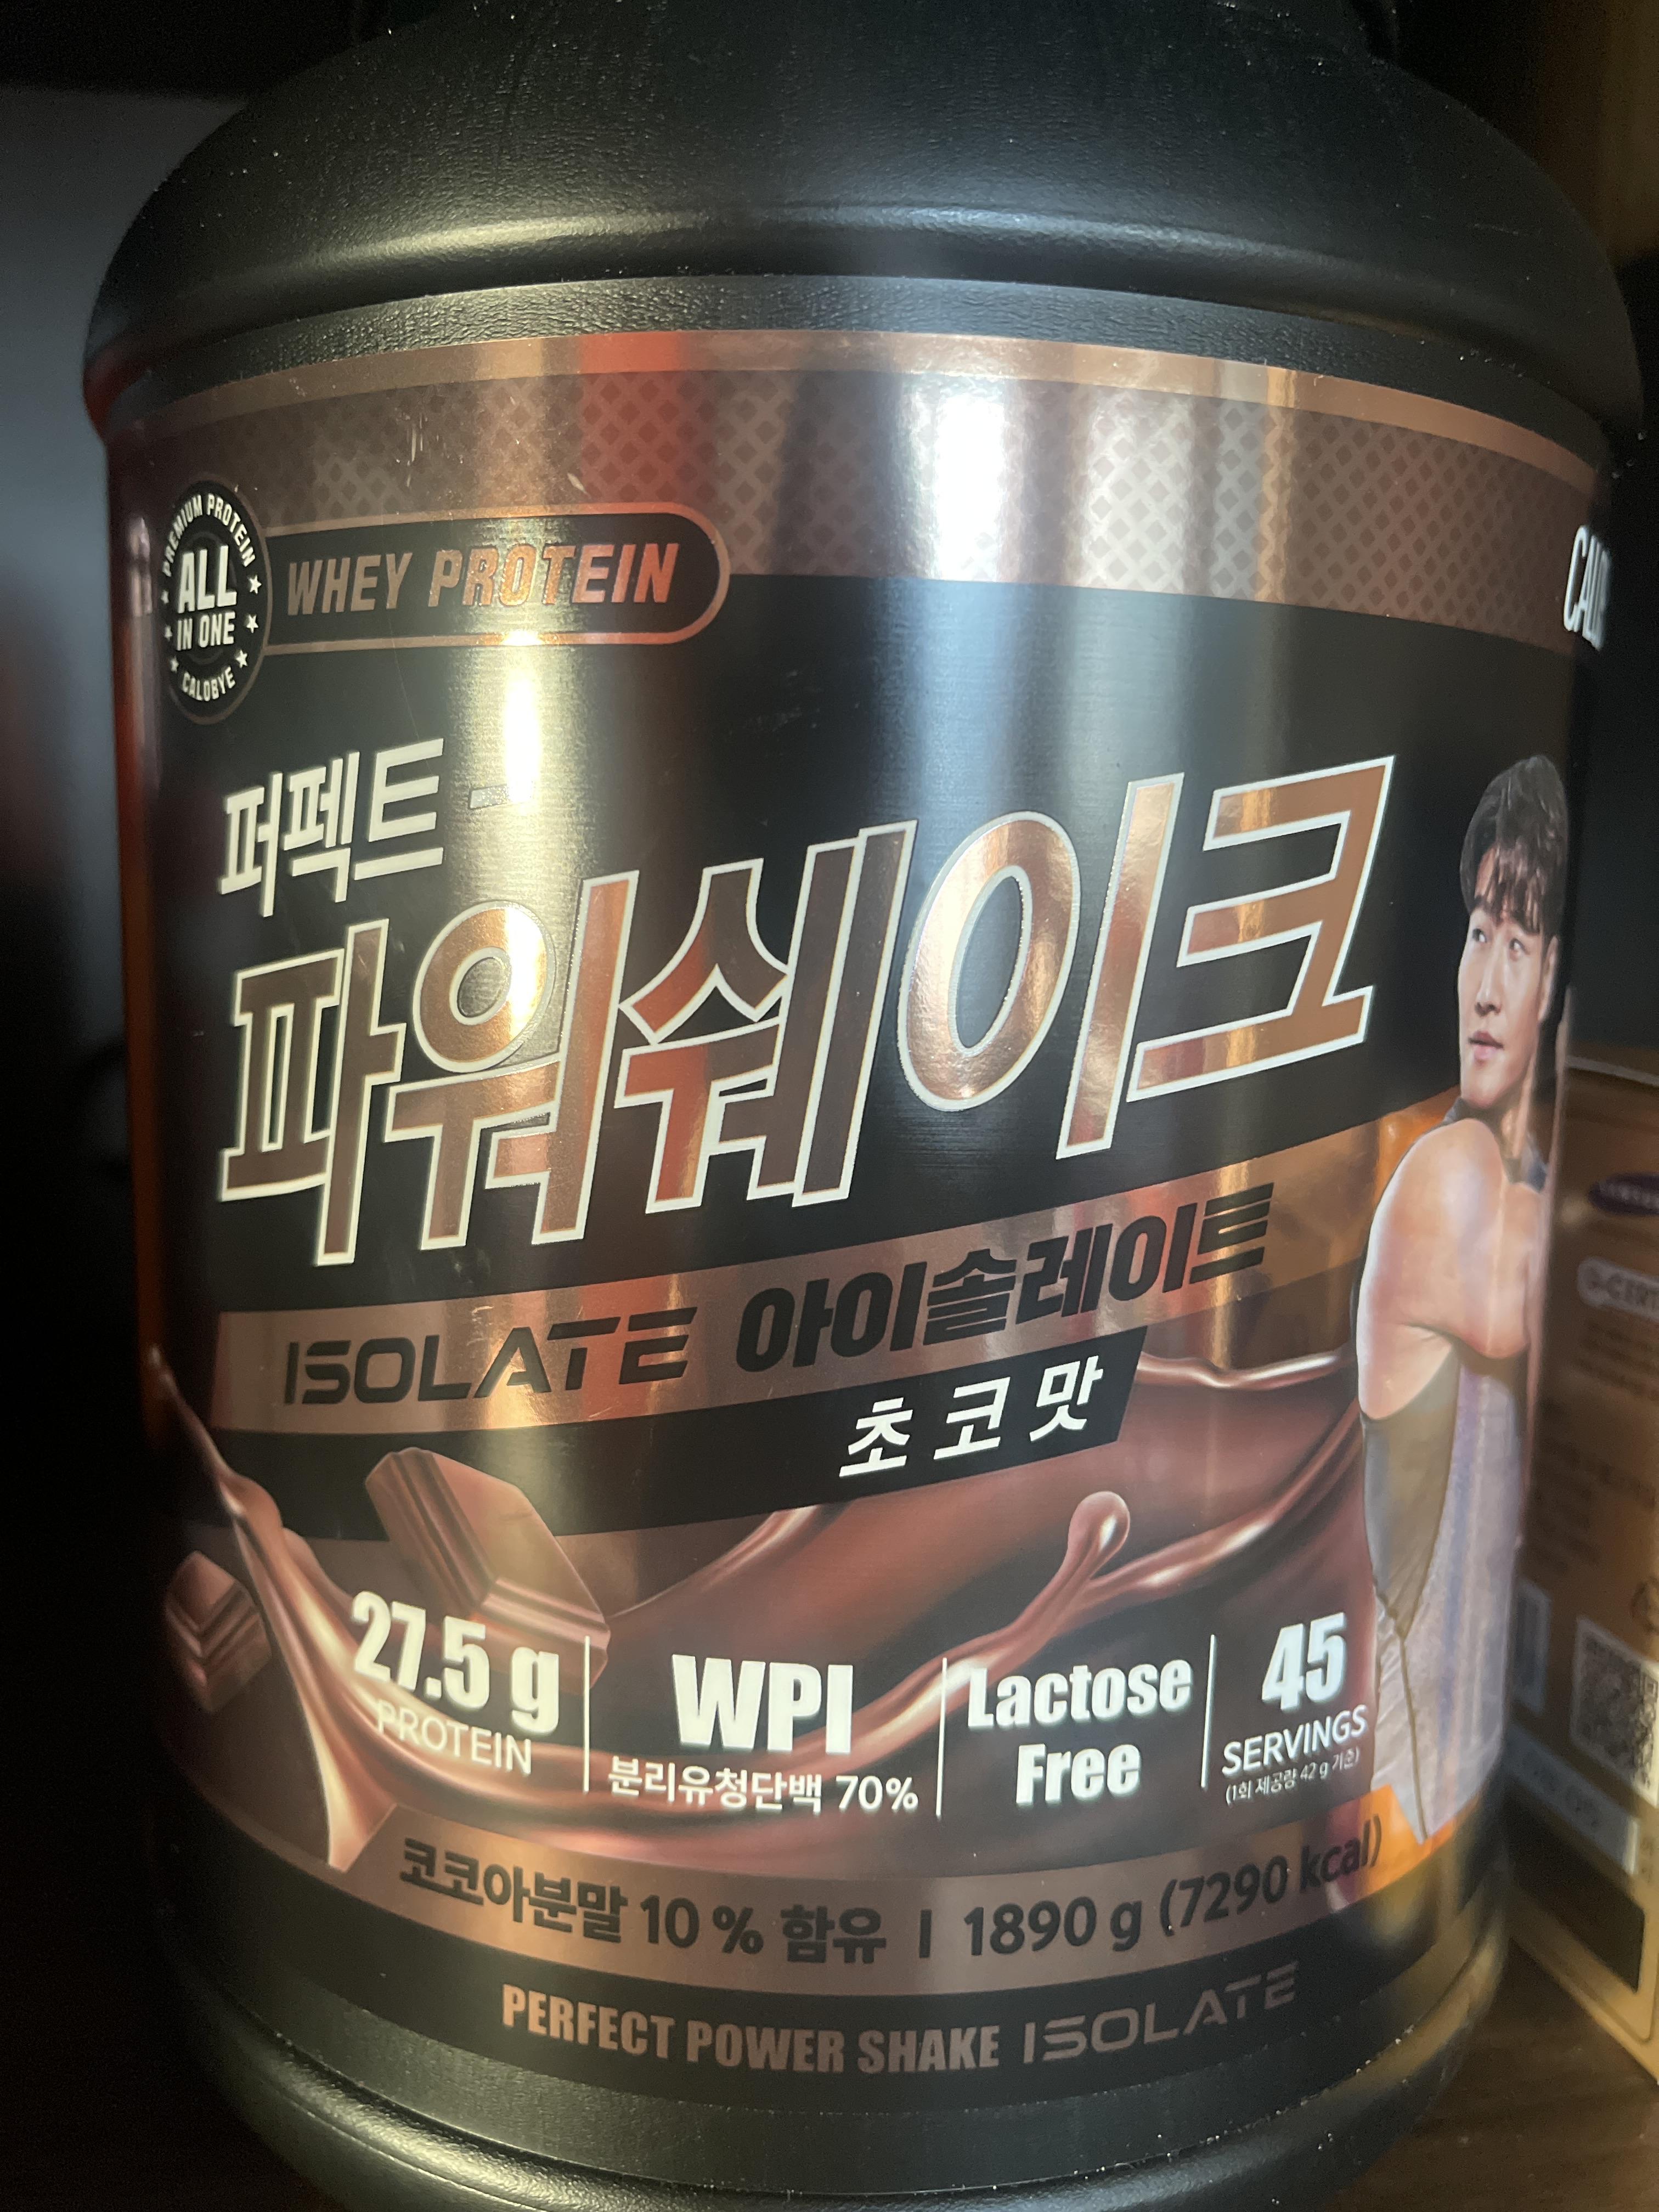 PREMIUM PROTEIN
ALL
IN ONE
CALOBYE
WHEY PROTEIN
퍼펙트
파워쉐이크
ISOLATE 아이솔레이트
초코맛
27.5 g
PROTEIN
WPI
분리유청단백 70%
Lactose
Free
45
SERVINGS
(1회 제공량 42 g 기준)
코코아분말 10 % 함유 | 1890 g (7290 kcal)
PERFECT POWER SHAKE ISOLATE